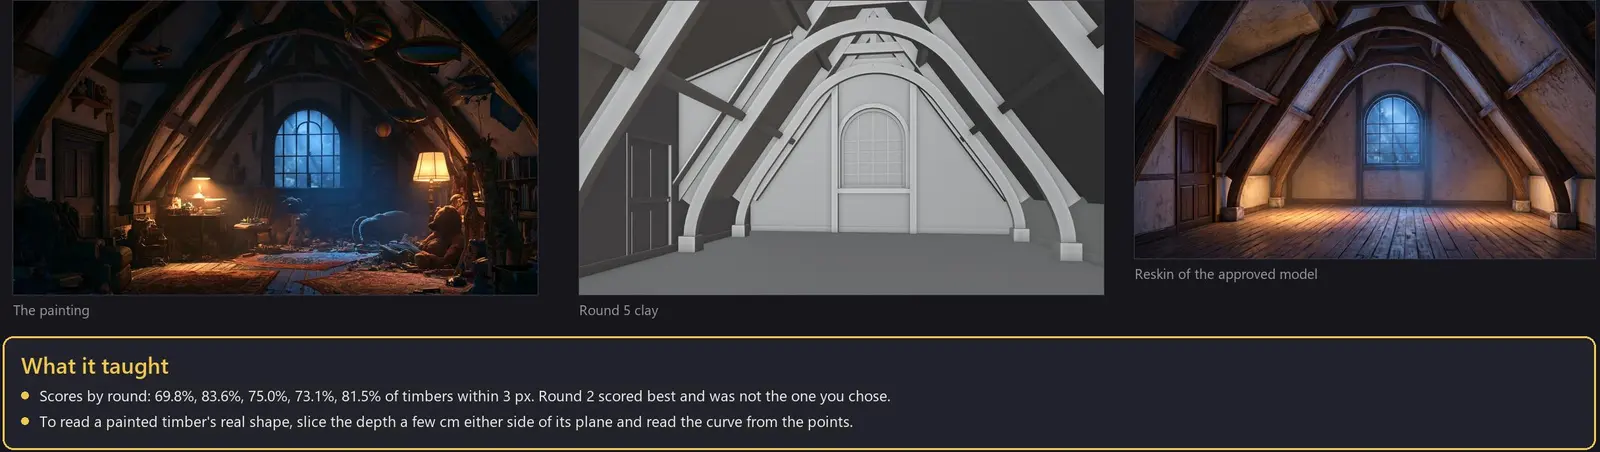 The painting
Round 5 clay
Reskin of the approved model
What it taught
Scores by round: 69.8%, 83.6%, 75.0%, 73.1%, 81.5% of timbers within 3 px. Round 2 scored best and was not the one you chose.
To read a painted timber's real shape, slice the depth a few cm either side of its plane and read the curve from the points.